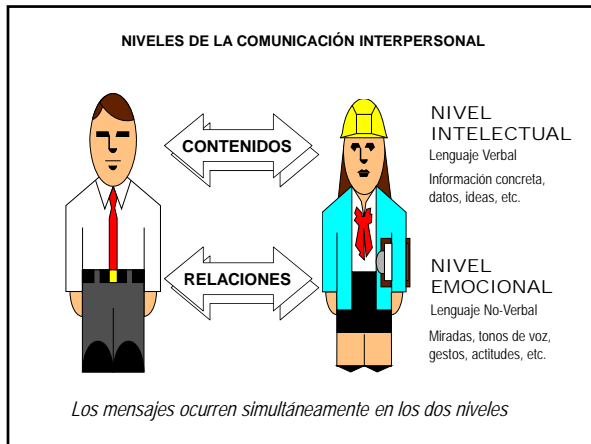 NIVELES DE LA COMUNICACIÓN INTERPERSONAL
CONTENIDOS
NIVEL
INTELECTUAL
Lenguaje Verbal
Información concreta,
datos, ideas, etc.
RELACIONES
NIVEL
EMOCIONAL
Lenguaje No-Verbal
Miradas, tonos de voz,
gestos, actitudes, etc.
Los mensajes ocurren simultáneamente en los dos niveles